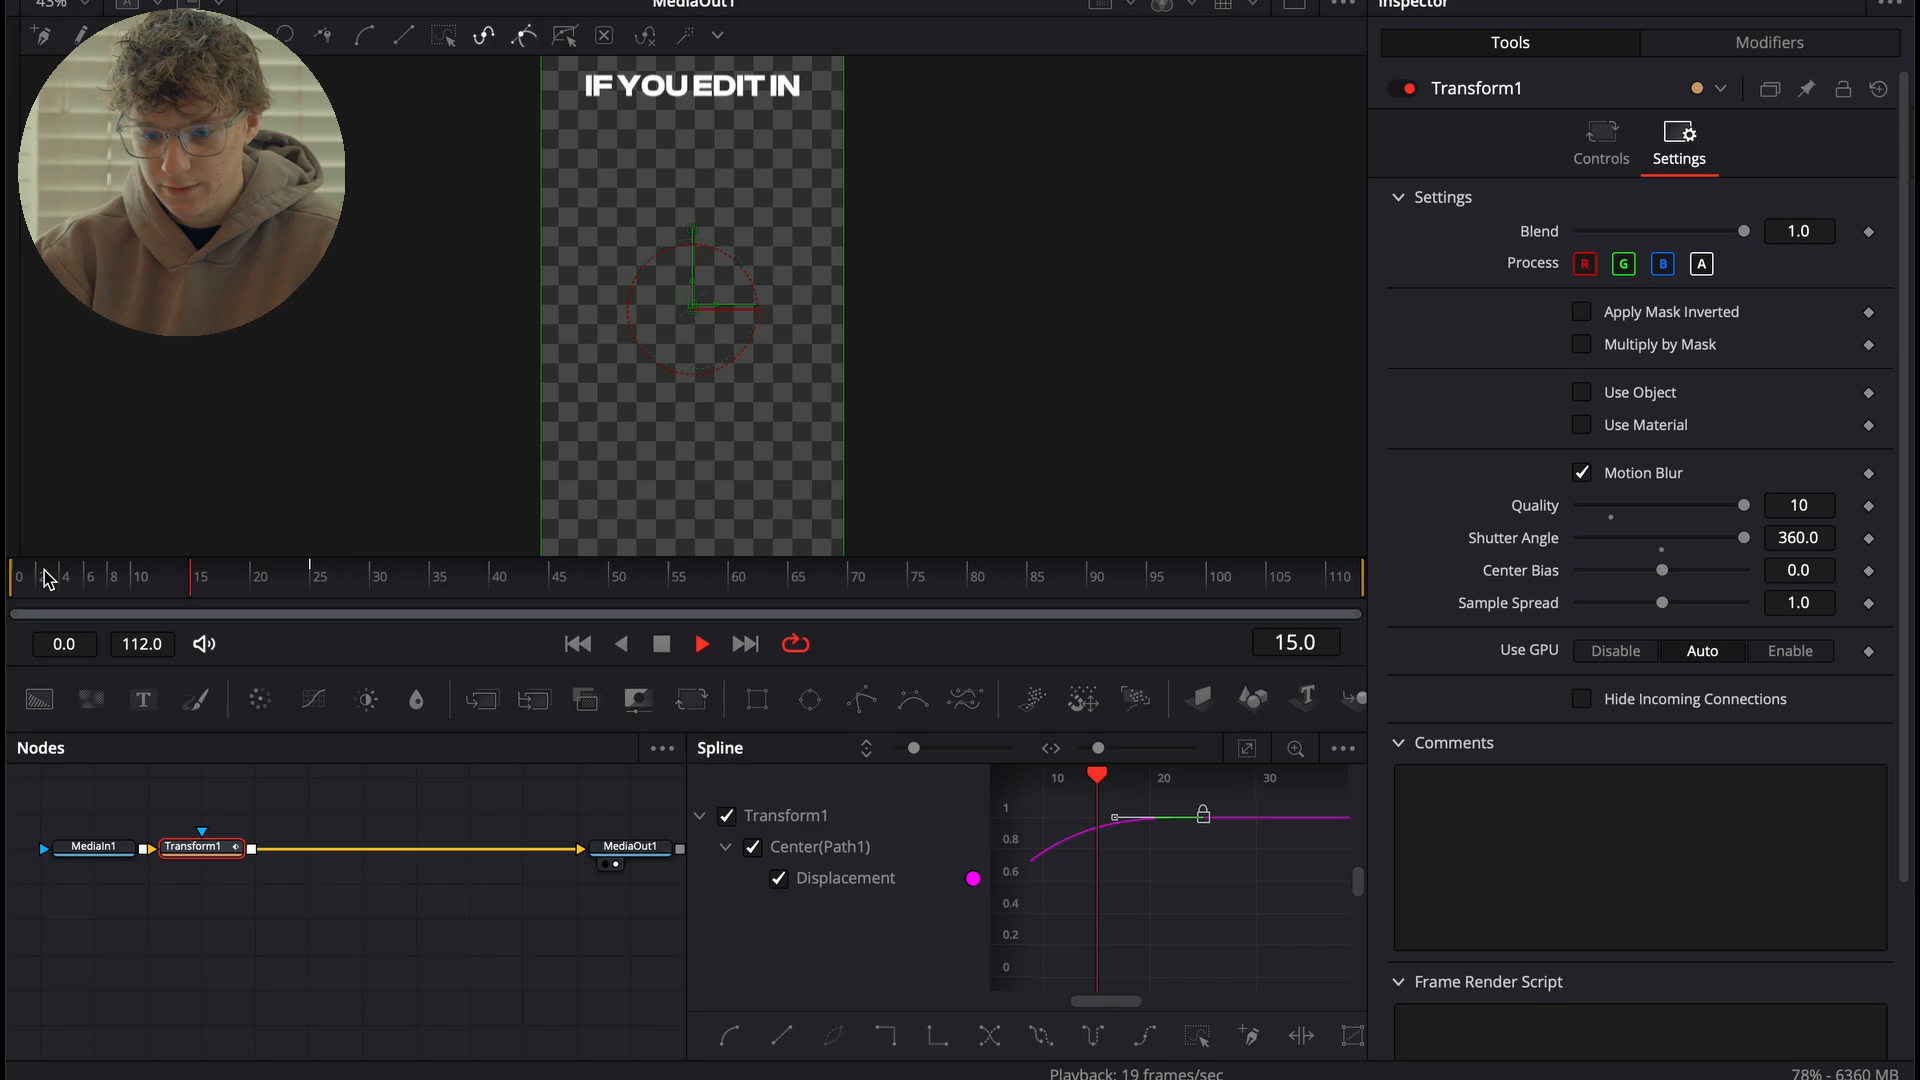 43%
MediaOut1
Inspector
Tools
Modifiers
IF YOU EDIT IN
Transform1
Controls
Settings
Settings
Blend
1.0
Process
R
G
B
A
Apply Mask Inverted
Multiply by Mask
Use Object
Use Material
Motion Blur
Quality
10
Shutter Angle
360.0
Center Bias
0.0
Sample Spread
1.0
Use GPU
Disable
Auto
Enable
Hide Incoming Connections
Comments
Frame Render Script
0 2 4 6 8 10 15 20 25 30 35 40 45 50 55 60 65 70 75 80 85 90 95 100 105 110
0.0
112.0
15.0
T
Nodes
Spline
MediaIn1
Transform1
MediaOut1
Transform1
Center(Path1)
Displacement
10 20 30
1
0.8
0.6
0.4
0.2
0
Playback: 19 frames/sec
78% - 6360 MB